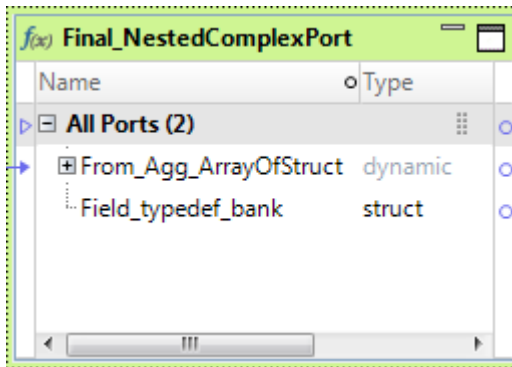 f(x) Final_NestedComplexPort
Name Type
All Ports (2)
From_Agg_ArrayOfStruct dynamic
Field_typedef_bank struct